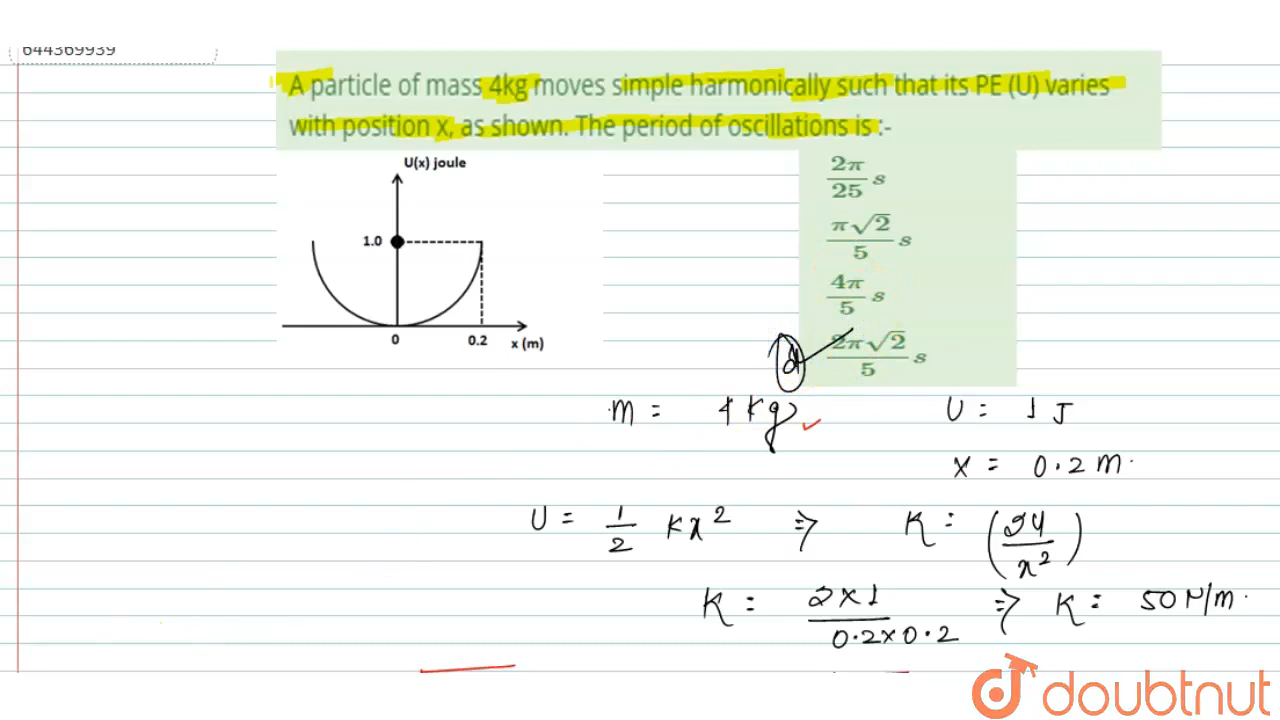 644369939
A particle of mass 4kg moves simple harmonically such that its PE (U) varies
with position x, as shown. The period of oscillations is :-
U(x) joule
1.0
0
0.2
x (m)
2π/25 s
π√2/5 s
4π/5 s
d 2π√2/5 s
m = 4 kg U = 1 J
x = 0.2 m.
U = 1/2 Kx² ⇒ K = (2U/x²)
K = 2×1/0.2×0.2 ⇒ K = 50 N/m.
doubtnut